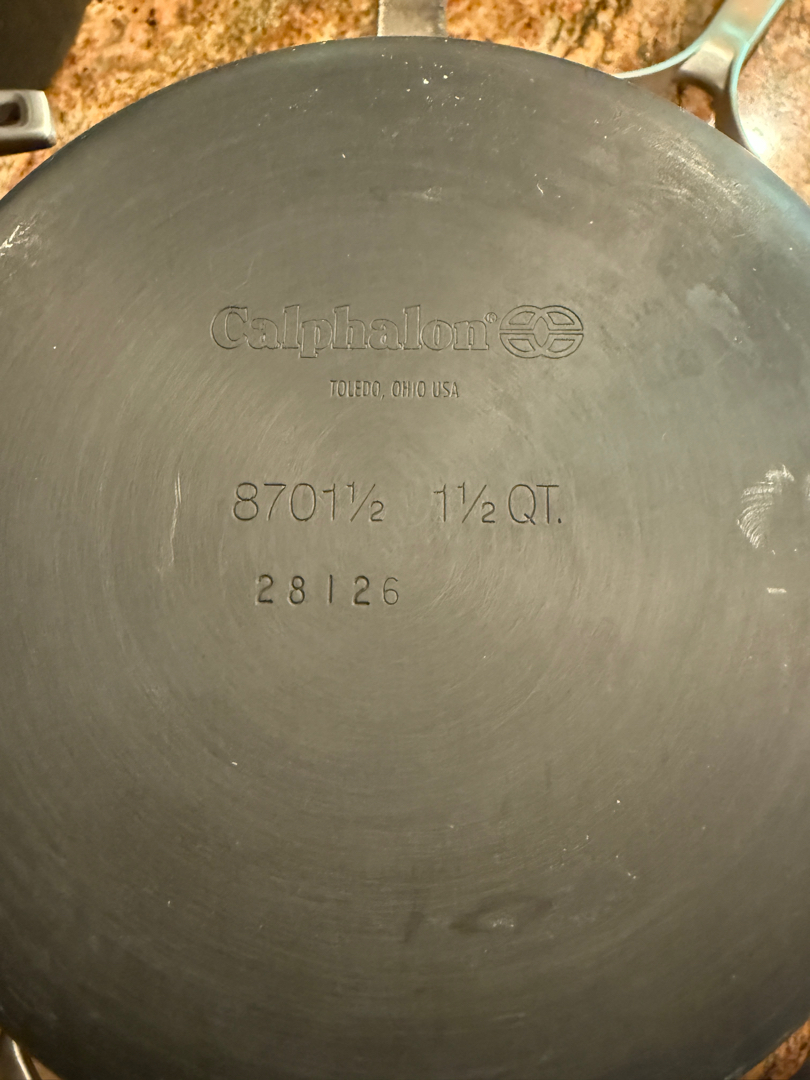 Calphalon®
TOLEDO, OHIO USA
8701½ 1½ QT.
28126